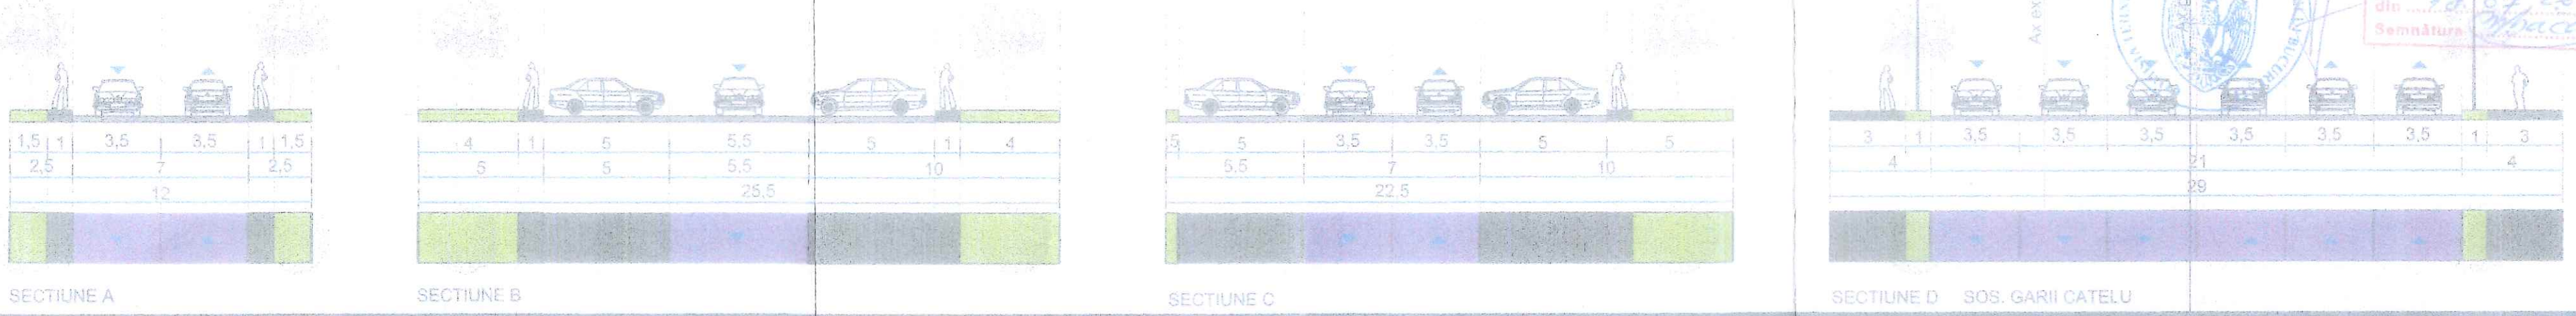 din
Semnătura
Ax ex
1,5 1 3,5 3,5 1 1,5
2,5 7 2,5
12
SECTIUNE A
4 1 5 5,5 5 1 4
5 5 5,5 10
25,5
SECTIUNE B
5 5 3,5 3,5 5 5
5,5 7 10
22,5
SECTIUNE C
3 1 3,5 3,5 3,5 3,5 3,5 3,5 1 3
4 21 4
29
SECTIUNE D SOS. GARII CATELU